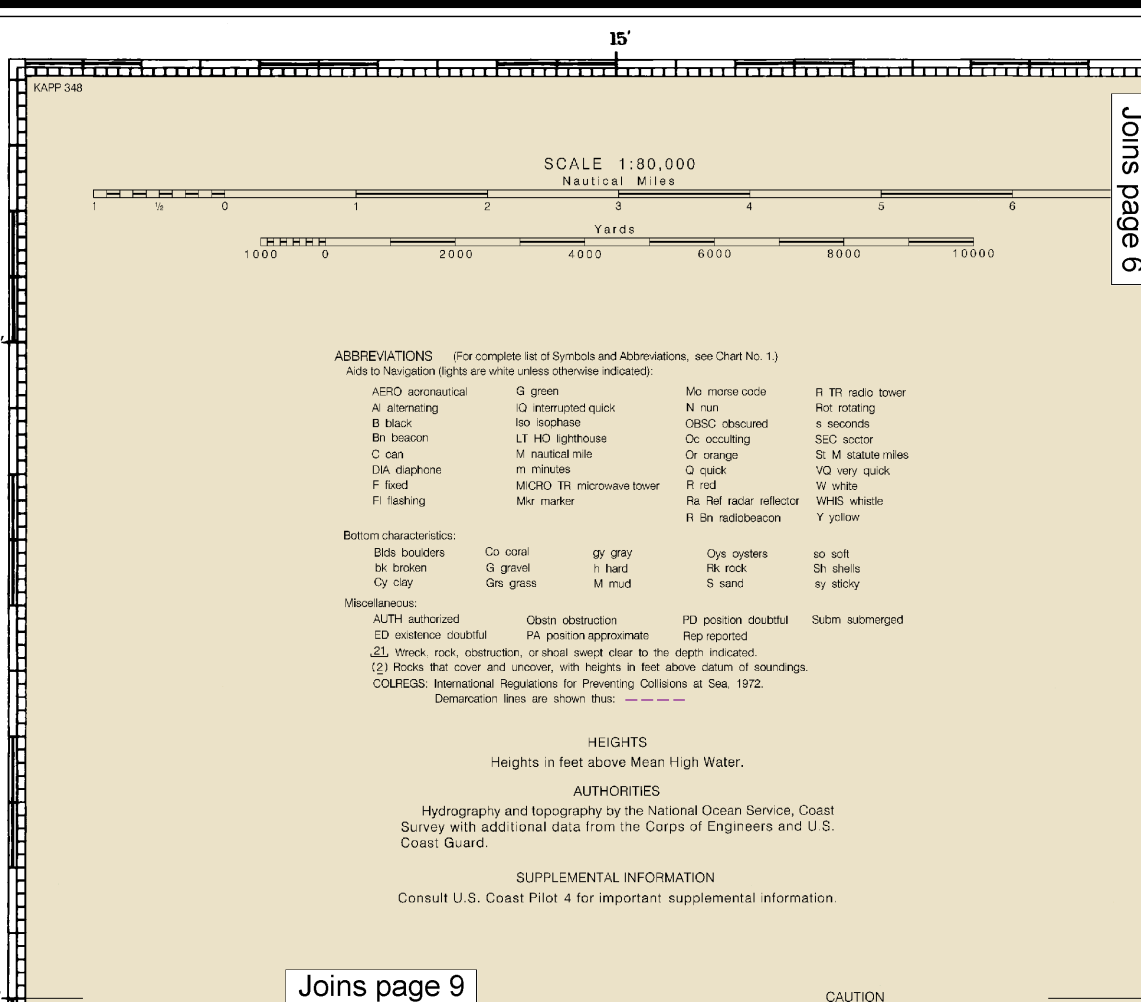 15'
KAPP 348
Joins page 6
SCALE 1:80,000
Nautical Miles
1 ½ 0 1 2 3 4 5 6
Yards
1000 0 2000 4000 6000 8000 10000
ABBREVIATIONS (For complete list of Symbols and Abbreviations, see Chart No. 1.)
Aids to Navigation (lights are white unless otherwise indicated):
AERO aeronautical G green Mo morse code R TR radio tower
Al alternating IQ interrupted quick N nun Rot rotating
B black Iso isophase OBSC obscured s seconds
Bn beacon LT HO lighthouse Oc occulting SEC sector
C can M nautical mile Or orange St M statute miles
DIA diaphone m minutes Q quick VQ very quick
F fixed MICRO TR microwave tower R red W white
Fl flashing Mkr marker Ra Ref radar reflector WHIS whistle
R Bn radiobeacon Y yellow
Bottom characteristics:
Blds boulders Co coral gy gray Oys oysters so soft
bk broken G gravel h hard Rk rock Sh shells
Cy clay Grs grass M mud S sand sy sticky
Miscellaneous:
AUTH authorized Obstn obstruction PD position doubtful Subm submerged
ED existence doubtful PA position approximate Rep reported
21, Wreck, rock, obstruction, or shoal swept clear to the depth indicated.
(2) Rocks that cover and uncover, with heights in feet above datum of soundings.
COLREGS: International Regulations for Preventing Collisions at Sea, 1972.
Demarcation lines are shown thus:
HEIGHTS
Heights in feet above Mean High Water.
AUTHORITIES
Hydrography and topography by the National Ocean Service, Coast
Survey with additional data from the Corps of Engineers and U.S.
Coast Guard.
SUPPLEMENTAL INFORMATION
Consult U.S. Coast Pilot 4 for important supplemental information.
Joins page 9
CAUTION